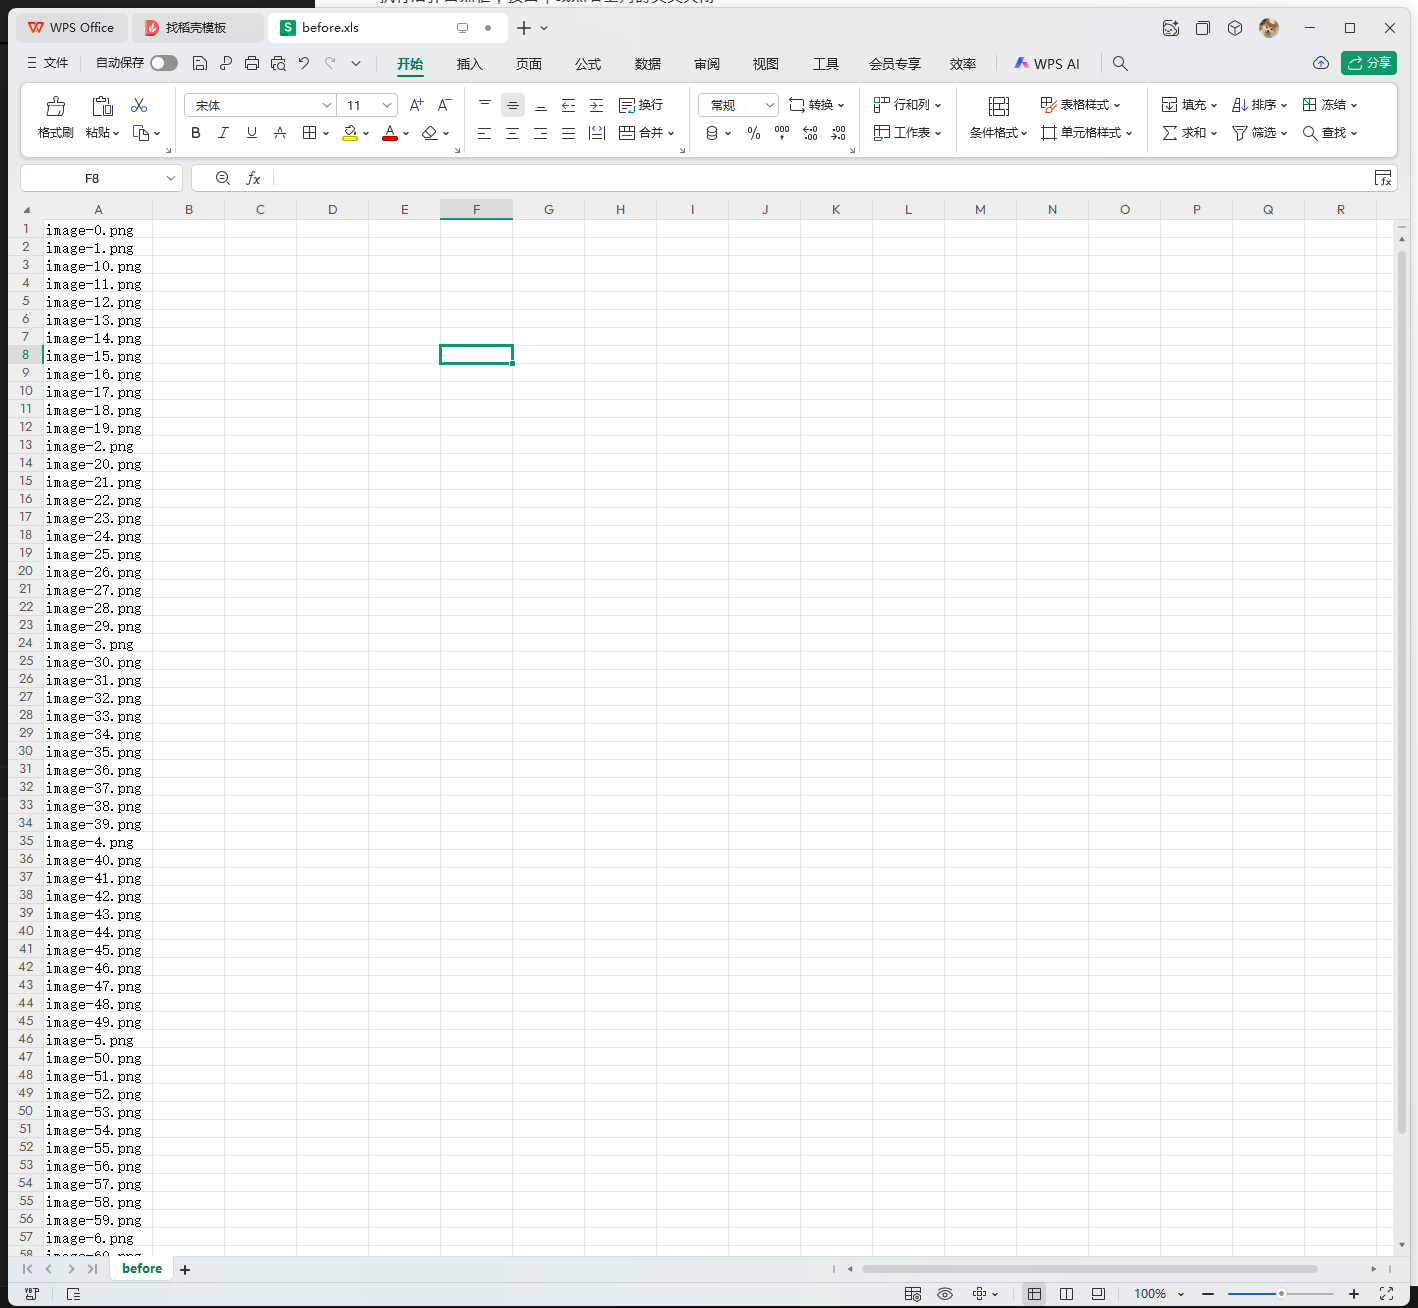 WPS Office
找稻壳模板
before.xls
文件
自动保存
开始
插入
页面
公式
数据
审阅
视图
工具
会员专享
效率
WPS AI
分享
格式刷
粘贴
宋体
11
换行
合并
常规
转换
行和列
工作表
条件格式
表格样式
单元格样式
填充
排序
冻结
求和
筛选
查找
F8
fx
A B C D E F G H I J K L M N O P Q R
1 image-0.png
2 image-1.png
3 image-10.png
4 image-11.png
5 image-12.png
6 image-13.png
7 image-14.png
8 image-15.png
9 image-16.png
10 image-17.png
11 image-18.png
12 image-19.png
13 image-2.png
14 image-20.png
15 image-21.png
16 image-22.png
17 image-23.png
18 image-24.png
19 image-25.png
20 image-26.png
21 image-27.png
22 image-28.png
23 image-29.png
24 image-3.png
25 image-30.png
26 image-31.png
27 image-32.png
28 image-33.png
29 image-34.png
30 image-35.png
31 image-36.png
32 image-37.png
33 image-38.png
34 image-39.png
35 image-4.png
36 image-40.png
37 image-41.png
38 image-42.png
39 image-43.png
40 image-44.png
41 image-45.png
42 image-46.png
43 image-47.png
44 image-48.png
45 image-49.png
46 image-5.png
47 image-50.png
48 image-51.png
49 image-52.png
50 image-53.png
51 image-54.png
52 image-55.png
53 image-56.png
54 image-57.png
55 image-58.png
56 image-59.png
57 image-6.png
58 image-60.png
before
100%